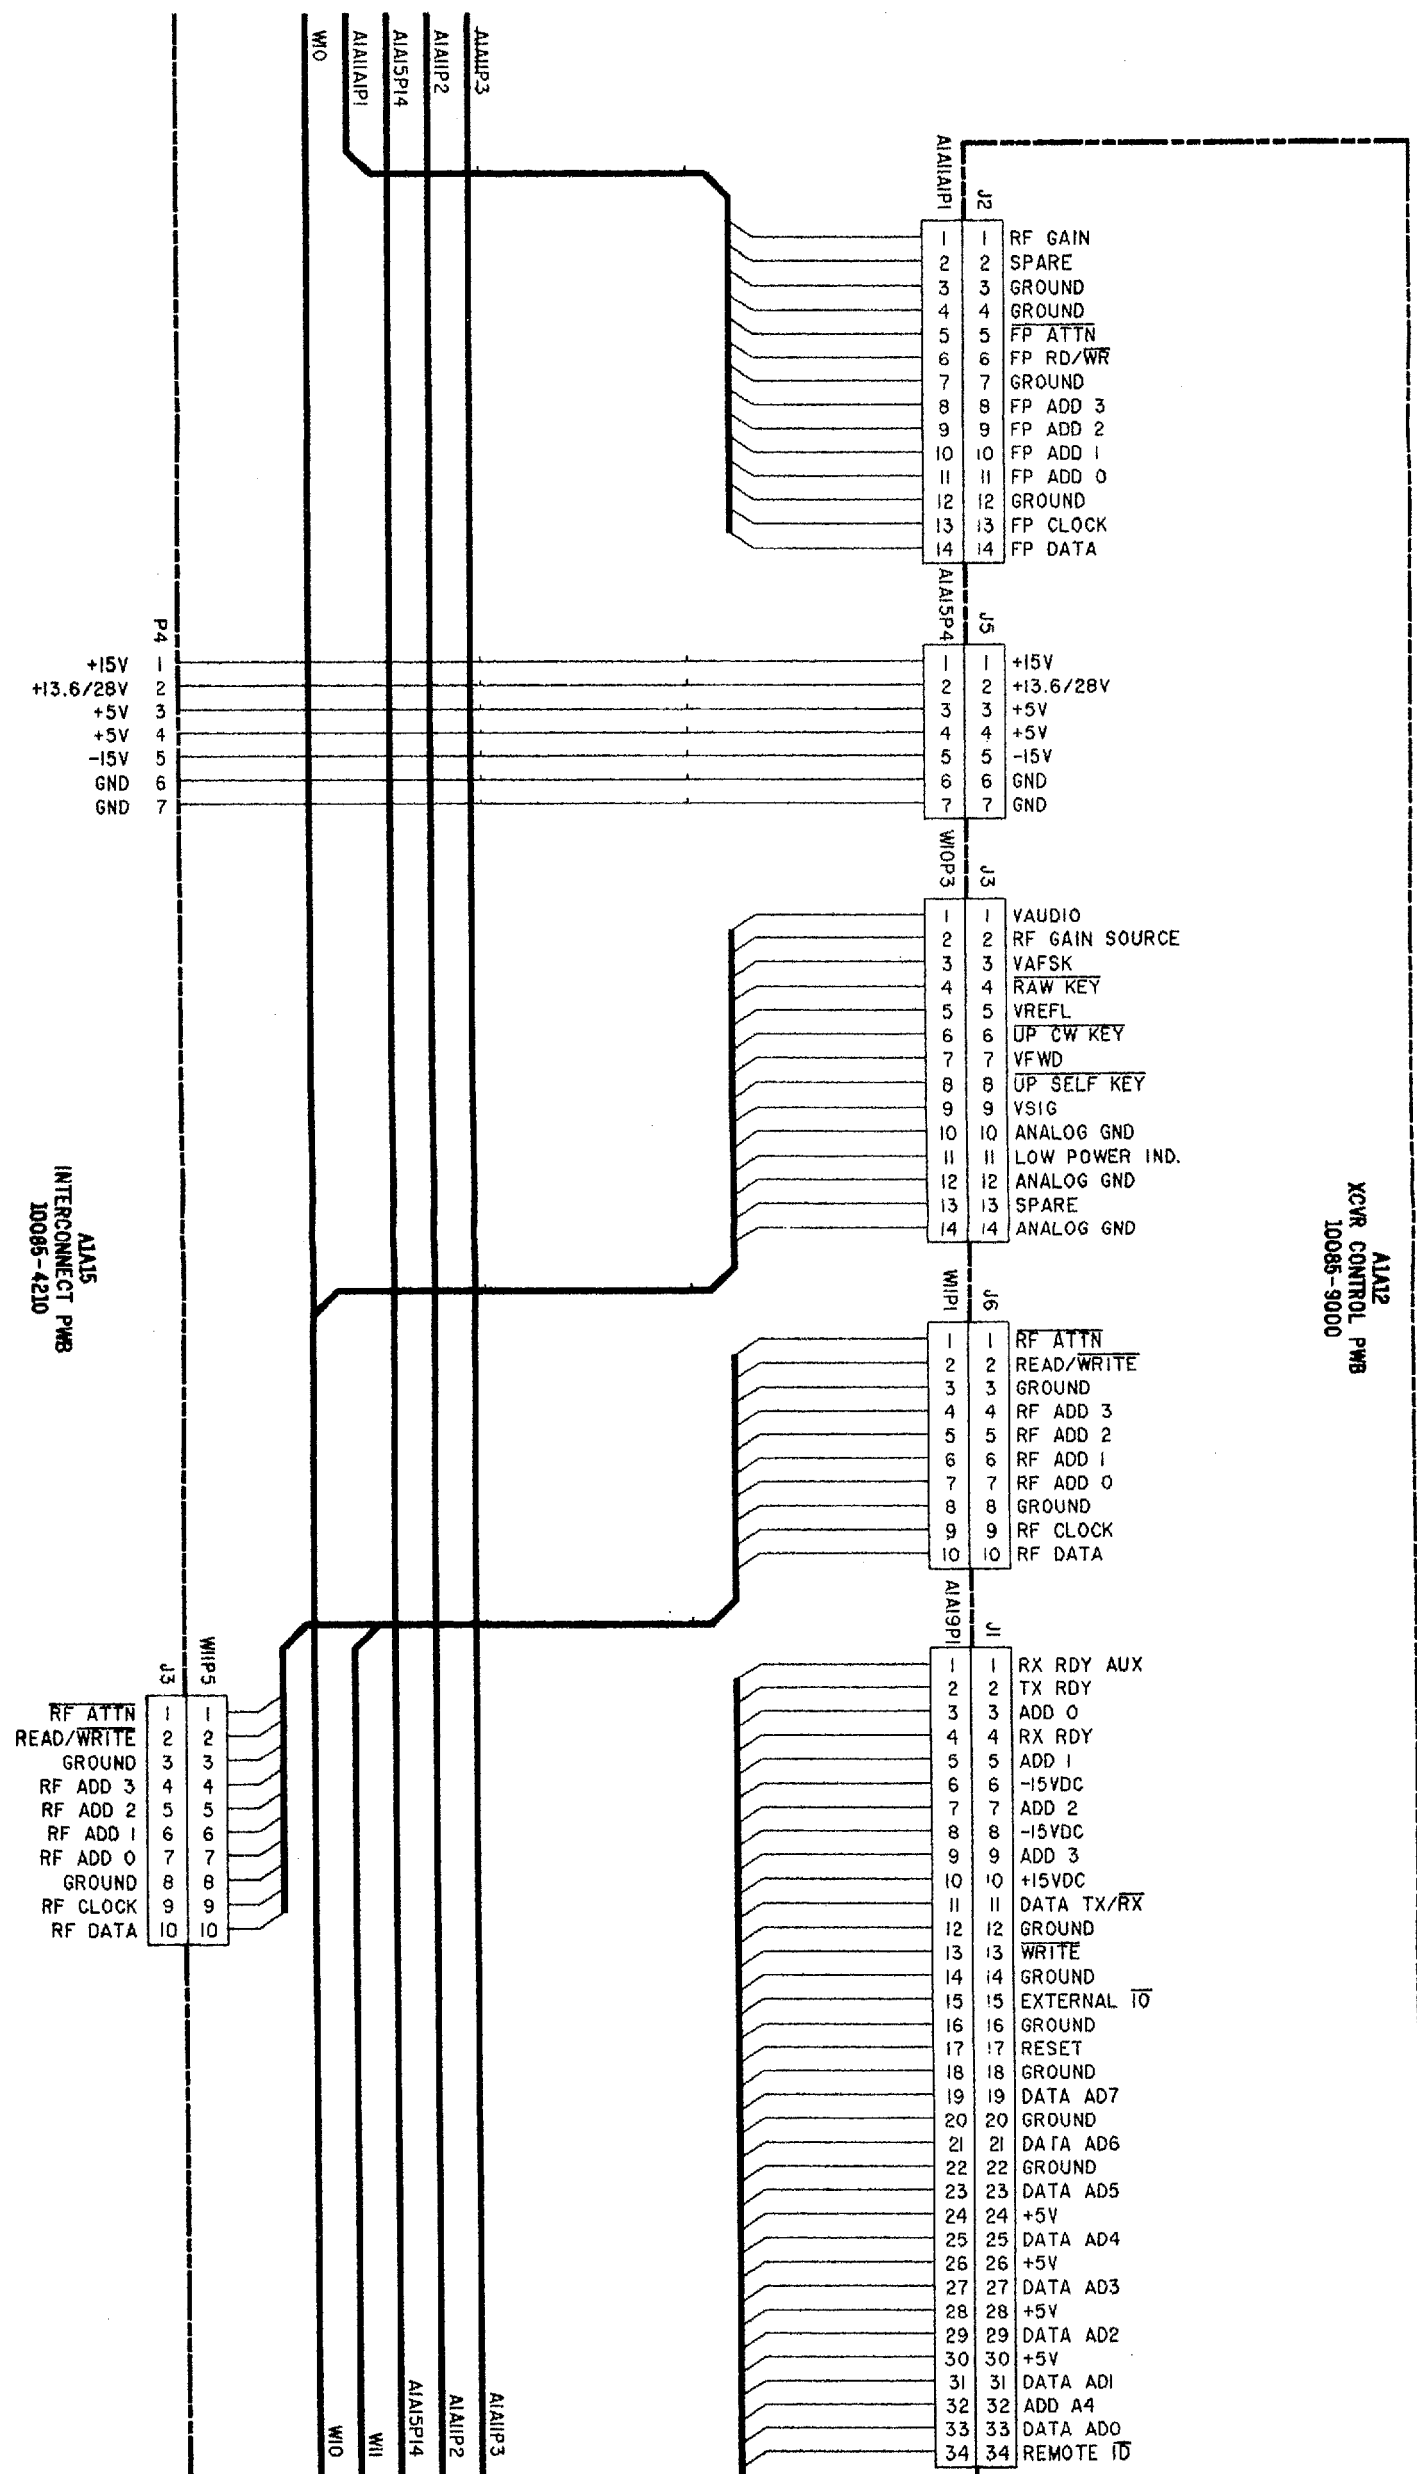 W10
A1A11A1P1
A1A15P14
A1A11P2
A1A11P3
A1A11A1P1 J2
1 1 RF GAIN
2 2 SPARE
3 3 GROUND
4 4 GROUND
5 5 FP ATTN
6 6 FP RD/WR
7 7 GROUND
8 8 FP ADD 3
9 9 FP ADD 2
10 10 FP ADD 1
11 11 FP ADD 0
12 12 GROUND
13 13 FP CLOCK
14 14 FP DATA
P4
A1A15P4 J5
+15V 1 1 1 +15V
+13.6/28V 2 2 2 +13.6/28V
+5V 3 3 3 +5V
+5V 4 4 4 +5V
-15V 5 5 5 -15V
GND 6 6 6 GND
GND 7 7 7 GND
W10P3 J3
1 1 VAUDIO
2 2 RF GAIN SOURCE
3 3 VAFSK
4 4 RAW KEY
5 5 VREFL
6 6 UP CW KEY
7 7 VFWD
8 8 UP SELF KEY
9 9 VSIG
10 10 ANALOG GND
11 11 LOW POWER IND.
12 12 ANALOG GND
13 13 SPARE
14 14 ANALOG GND
A1A15
INTERCONNECT PWB
10085-4210
A1A12
XCVR CONTROL PWB
10085-9000
W11P1 J6
1 1 RF ATTN
2 2 READ/WRITE
3 3 GROUND
4 4 RF ADD 3
5 5 RF ADD 2
6 6 RF ADD 1
7 7 RF ADD 0
8 8 GROUND
9 9 RF CLOCK
10 10 RF DATA
J3 W11P5
RF ATTN 1 1
READ/WRITE 2 2
GROUND 3 3
RF ADD 3 4 4
RF ADD 2 5 5
RF ADD 1 6 6
RF ADD 0 7 7
GROUND 8 8
RF CLOCK 9 9
RF DATA 10 10
A1A19P1 J1
1 1 RX RDY AUX
2 2 TX RDY
3 3 ADD 0
4 4 RX RDY
5 5 ADD 1
6 6 -15VDC
7 7 ADD 2
8 8 -15VDC
9 9 ADD 3
10 10 +15VDC
11 11 DATA TX/RX
12 12 GROUND
13 13 WRITE
14 14 GROUND
15 15 EXTERNAL IO
16 16 GROUND
17 17 RESET
18 18 GROUND
19 19 DATA AD7
20 20 GROUND
21 21 DATA AD6
22 22 GROUND
23 23 DATA AD5
24 24 +5V
25 25 DATA AD4
26 26 +5V
27 27 DATA AD3
28 28 +5V
29 29 DATA AD2
30 30 +5V
31 31 DATA AD1
32 32 ADD A4
33 33 DATA AD0
34 34 REMOTE ID
W10
W11
A1A15P14
A1A11P2
A1A11P3